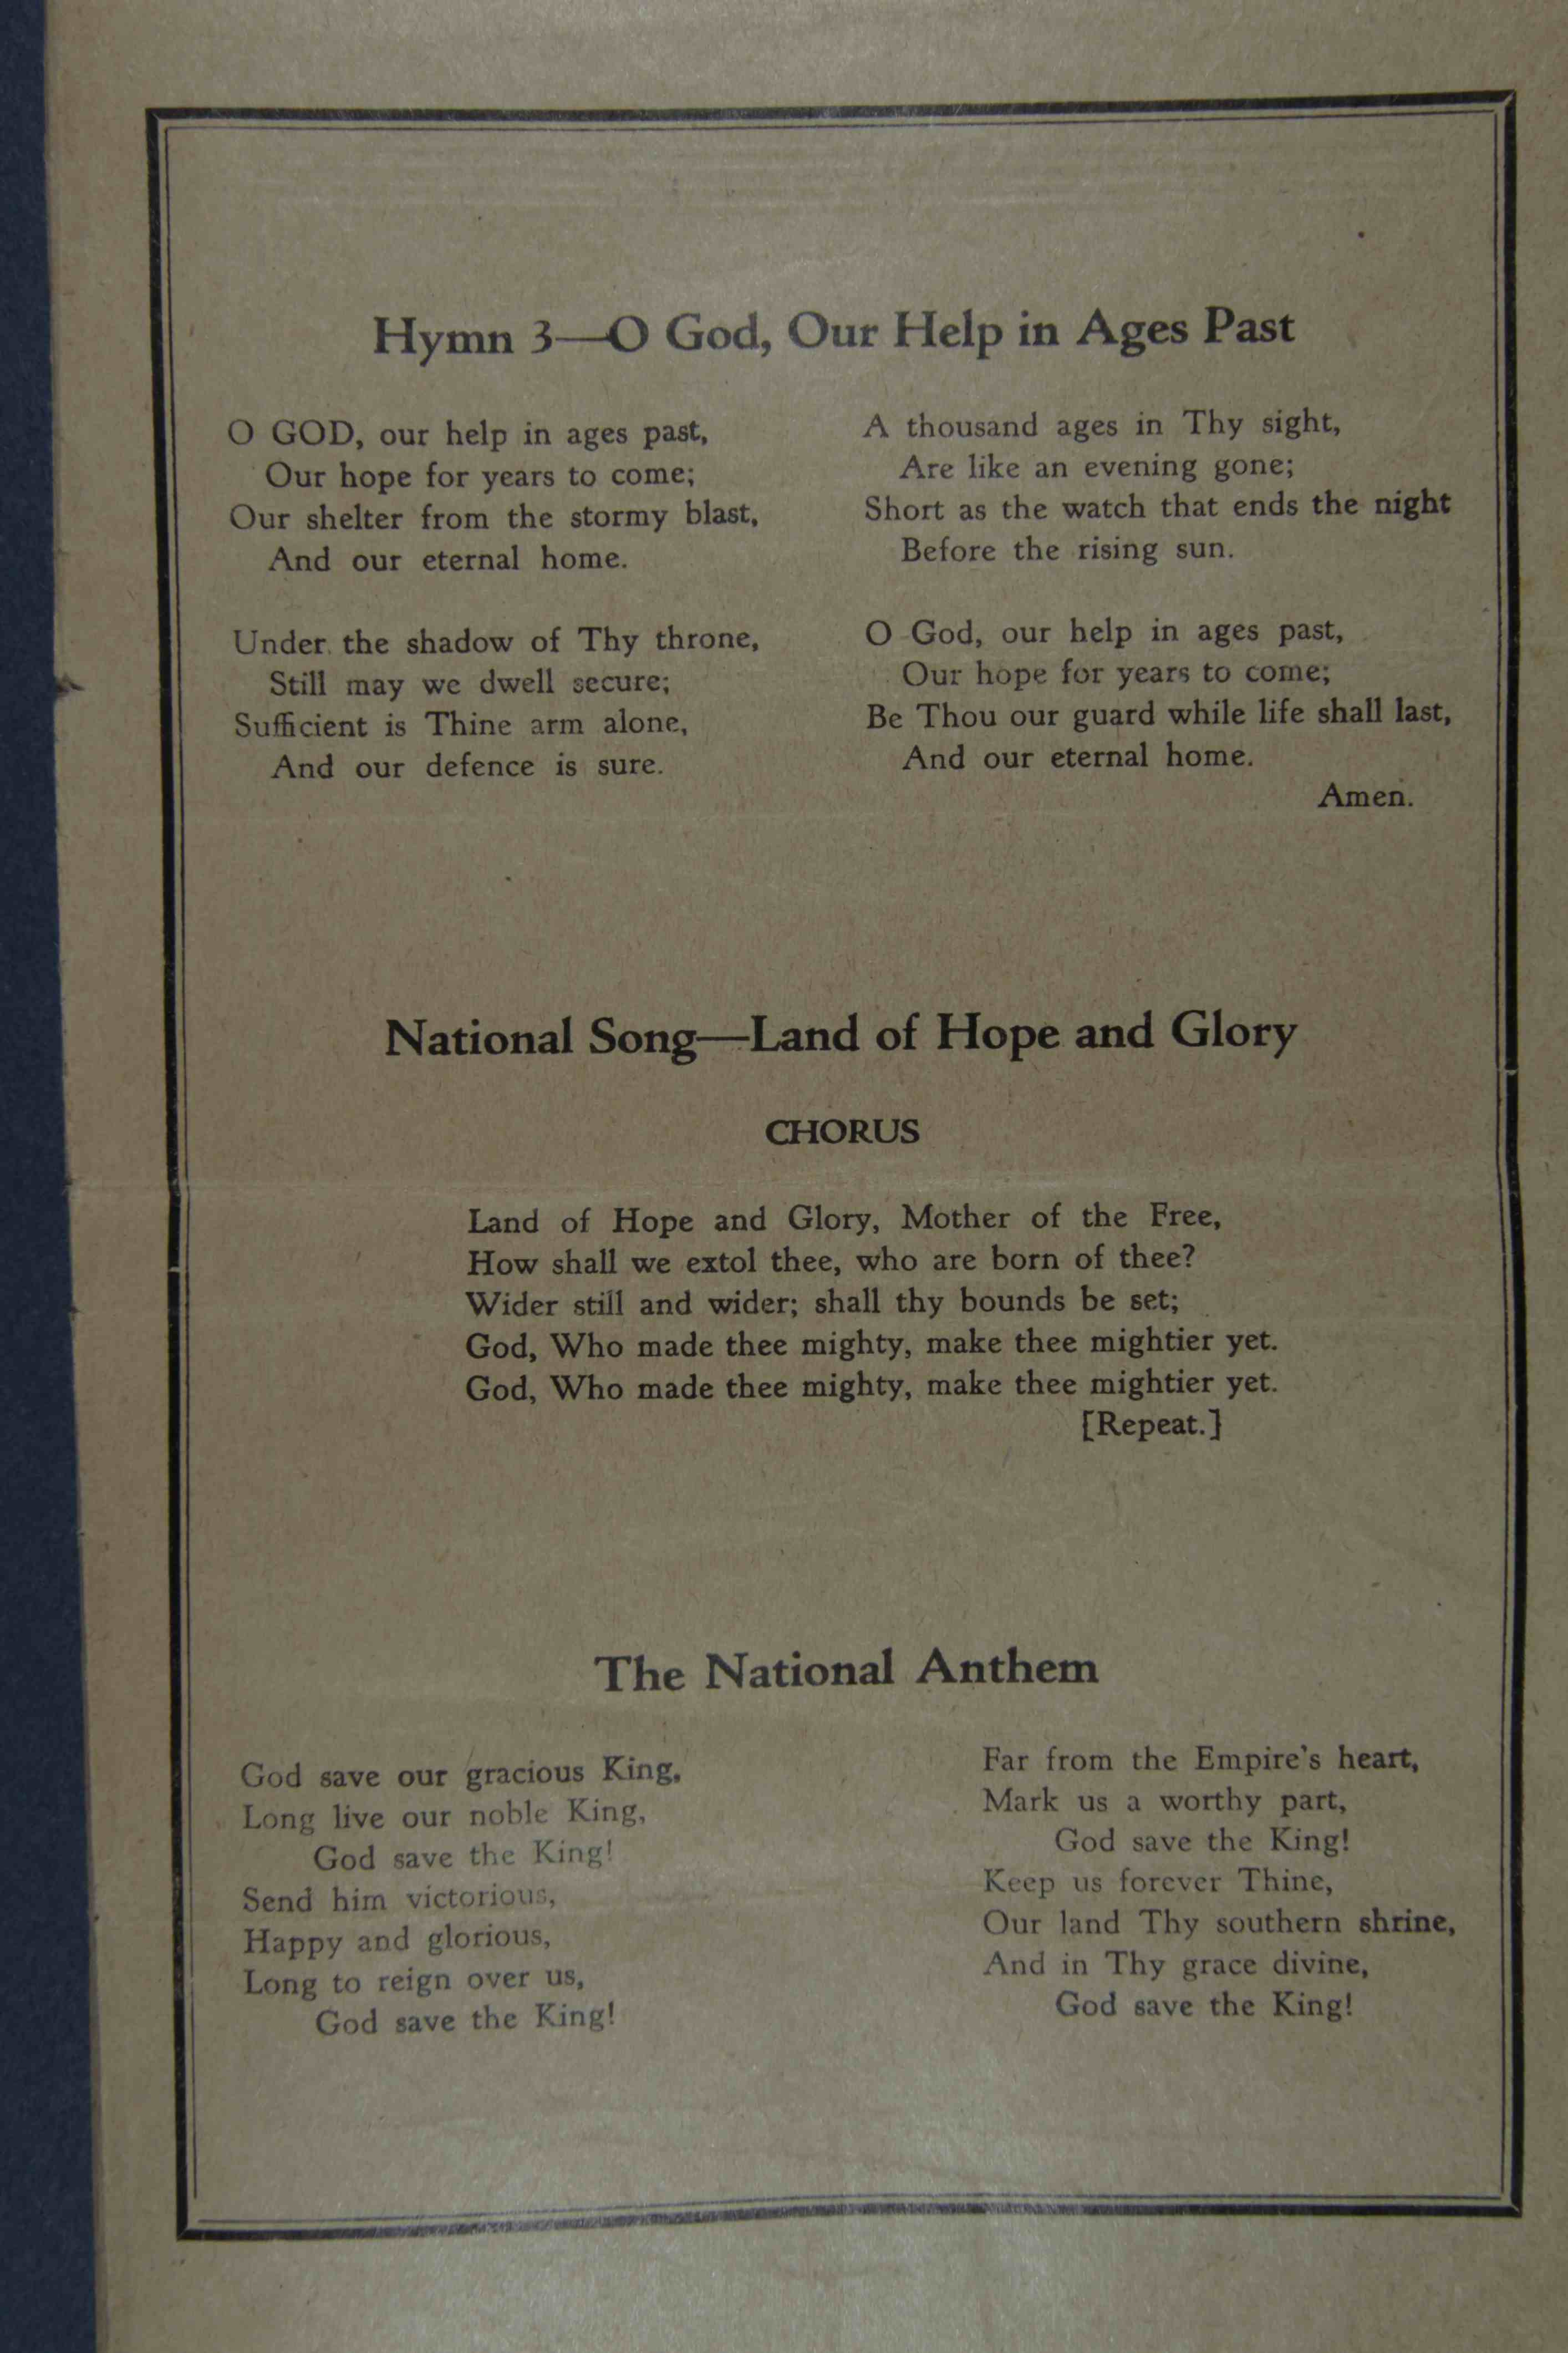 Hymn 3—O God, Our Help in Ages Past
O GOD, our help in ages past,
Our hope for years to come;
Our shelter from the stormy blast,
And our eternal home.
Under the shadow of Thy throne,
Still may we dwell secure;
Sufficient is Thine arm alone,
And our defence is sure.
A thousand ages in Thy sight,
Are like an evening gone;
Short as the watch that ends the night
Before the rising sun.
O God, our help in ages past,
Our hope for years to come;
Be Thou our guard while life shall last,
And our eternal home.
Amen.
National Song—Land of Hope and Glory
CHORUS
Land of Hope and Glory, Mother of the Free,
How shall we extol thee, who are born of thee?
Wider still and wider; shall thy bounds be set;
God, Who made thee mighty, make thee mightier yet.
God, Who made thee mighty, make thee mightier yet.
[Repeat.]
The National Anthem
God save our gracious King,
Long live our noble King,
God save the King!
Send him victorious,
Happy and glorious,
Long to reign over us,
God save the King!
Far from the Empire's heart,
Mark us a worthy part,
God save the King!
Keep us forever Thine,
Our land Thy southern shrine,
And in Thy grace divine,
God save the King!